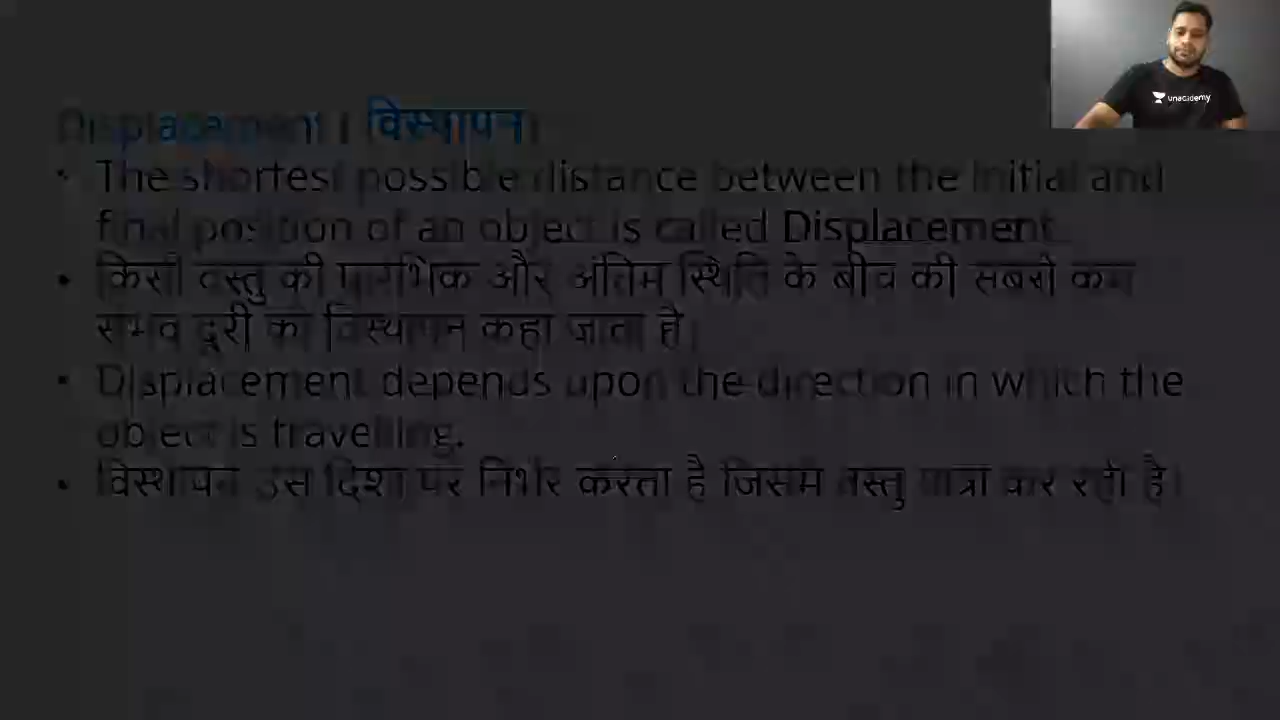 Displacement ( विस्थापन)
unacademy
• The shortest possible distance between the initial and
final position of an object is called Displacement.
• किसी वस्तु की प्रारंभिक और अंतिम स्थिति के बीच की सबसे कम
संभव दूरी को विस्थापन कहा जाता है।
• Displacement depends upon the direction in which the
object is travelling.
• विस्थापन उस दिशा पर निर्भर करता है जिसमें वस्तु यात्रा कर रही है।